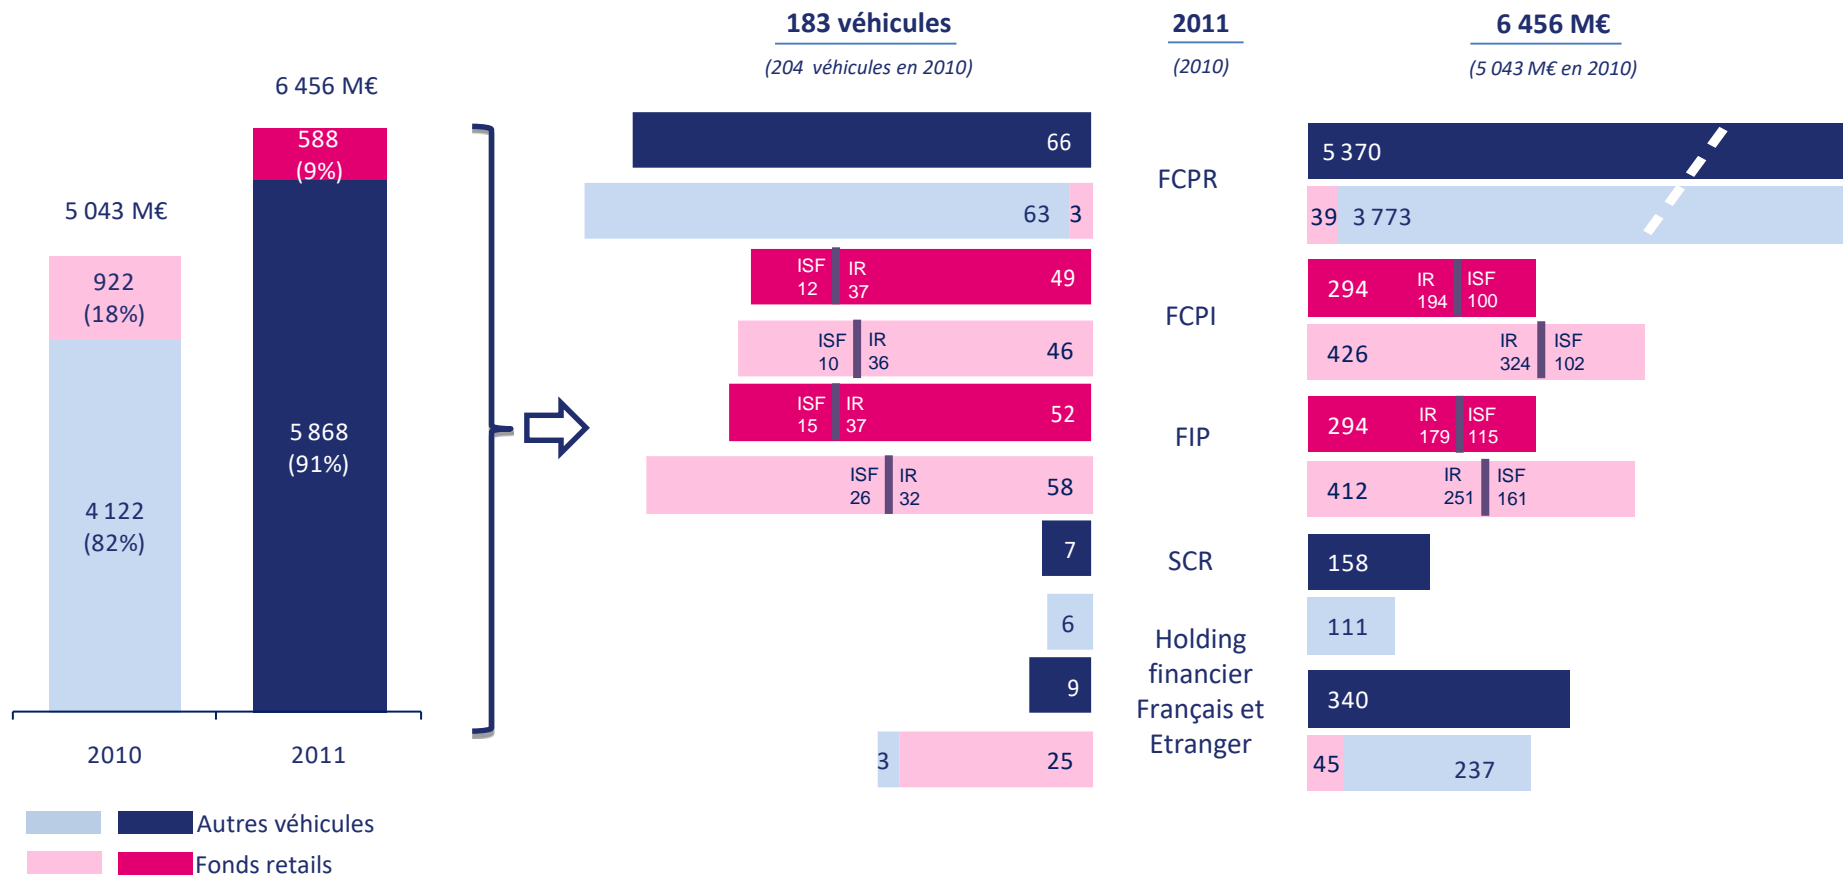 6 456 M€
588
(9%)
5 043 M€
922
(18%)
5 868
(91%)
4 122
(82%)
2010
2011
Autres véhicules
Fonds retails
183 véhicules
(204 véhicules en 2010)
2011
(2010)
6 456 M€
(5 043 M€ en 2010)
66
FCPR
5 370
63
3
39
3 773
ISF
12
IR
37
49
FCPI
294
IR
194
ISF
100
ISF
10
IR
36
46
426
IR
324
ISF
102
ISF
15
IR
37
52
FIP
294
IR
179
ISF
115
ISF
26
IR
32
58
412
IR
251
ISF
161
7
SCR
158
6
111
Holding
financier
Français et
Etranger
9
340
3
25
45
237